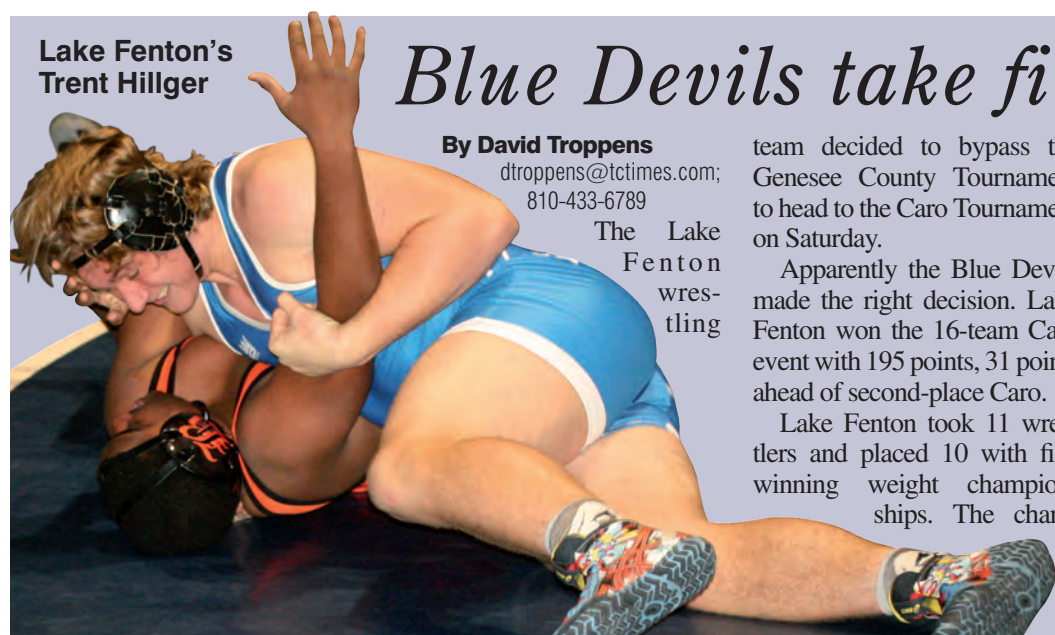 Lake Fenton's
Trent Hillger
Blue Devils take fi
By David Troppens
dtroppens@tctimes.com;
810-433-6789
The Lake
Fenton
wres-
tling
team decided to bypass t
Genesee County Tourname
to head to the Caro Tourname
on Saturday.
Apparently the Blue Dev
made the right decision. La
Fenton won the 16-team Ca
event with 195 points, 31 poin
ahead of second-place Caro.
Lake Fenton took 11 wre
tlers and placed 10 with fi
winning weight champio
ships. The cham